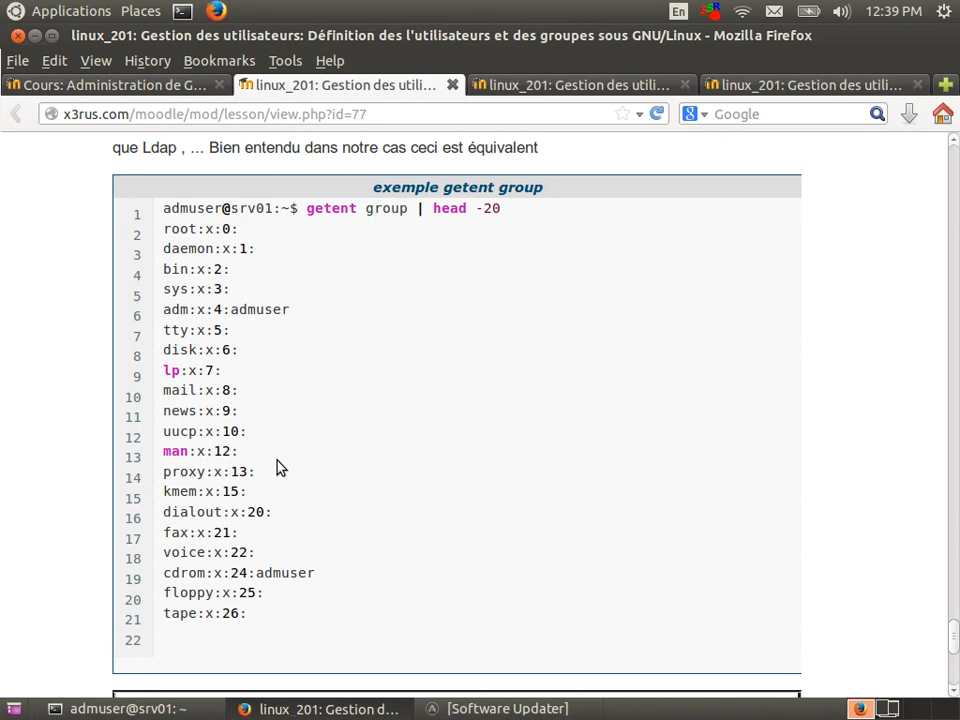 Applications Places En 12:39 PM
linux_201: Gestion des utilisateurs: Définition des l'utilisateurs et des groupes sous GNU/Linux - Mozilla Firefox
File Edit View History Bookmarks Tools Help
Cours: Administration de G... linux_201: Gestion des utili... linux_201: Gestion des utili... linux_201: Gestion des utili...
x3rus.com/moodle/mod/lesson/view.php?id=77 Google
que Ldap , ... Bien entendu dans notre cas ceci est équivalent
exemple getent group
1 admuser@srv01:~$ getent group | head -20
2 root:x:0:
3 daemon:x:1:
4 bin:x:2:
5 sys:x:3:
6 adm:x:4:admuser
7 tty:x:5:
8 disk:x:6:
9 lp:x:7:
10 mail:x:8:
11 news:x:9:
12 uucp:x:10:
13 man:x:12:
14 proxy:x:13:
15 kmem:x:15:
16 dialout:x:20:
17 fax:x:21:
18 voice:x:22:
19 cdrom:x:24:admuser
20 floppy:x:25:
21 tape:x:26:
22
admuser@srv01: ~ linux_201: Gestion d... [Software Updater]